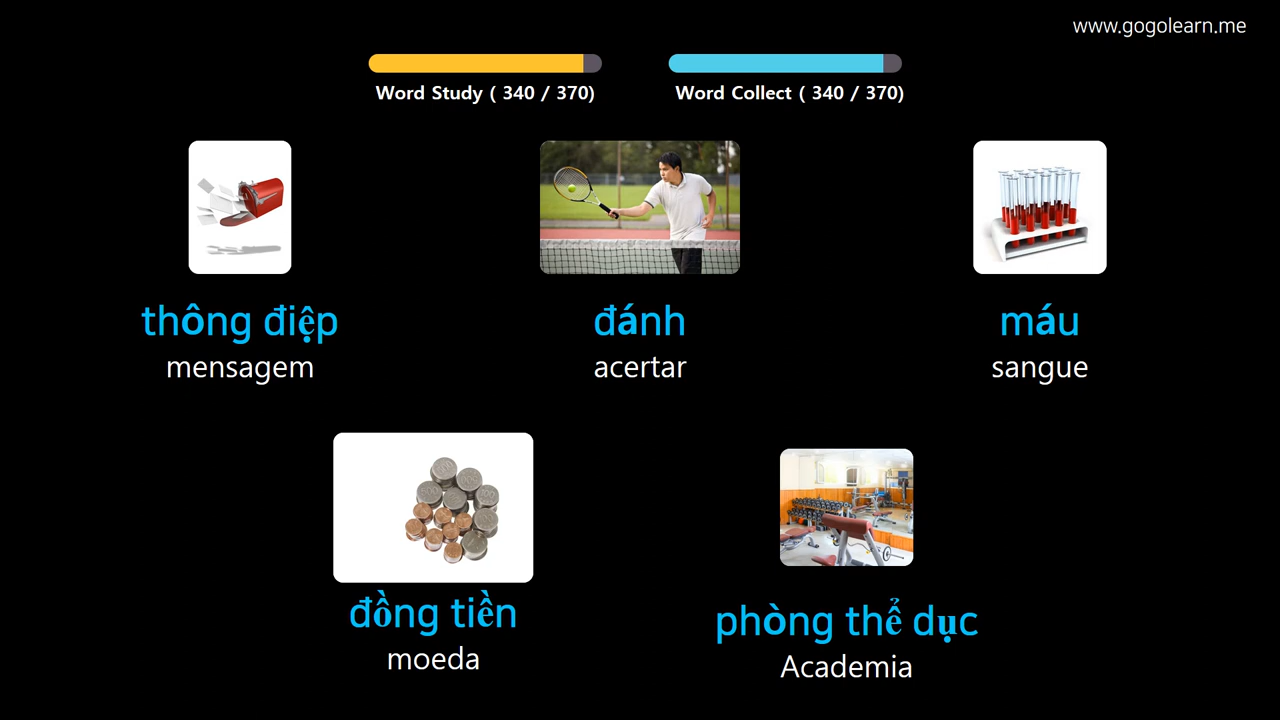 www.gogolearn.me
Word Study ( 340 / 370)
Word Collect ( 340 / 370)
thông điệp
mensagem
đánh
acertar
máu
sangue
đồng tiền
moeda
phòng thể dục
Academia